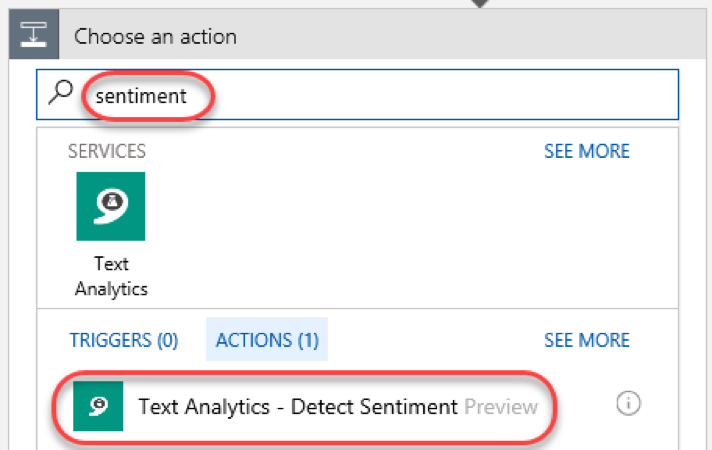 Choose an action
sentiment
SERVICES SEE MORE
Text
Analytics
TRIGGERS (0) ACTIONS (1) SEE MORE
Text Analytics - Detect Sentiment Preview